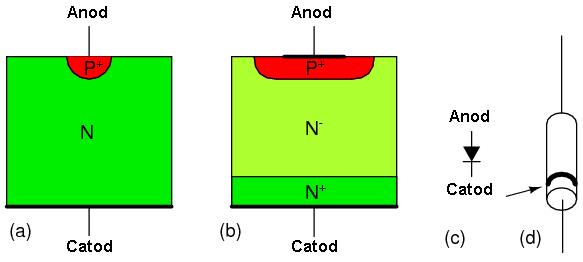 Anod
P+
N
Catod
(a)
Anod
P+
N-
N+
Catod
(b)
Anod
Catod
(c)
(d)